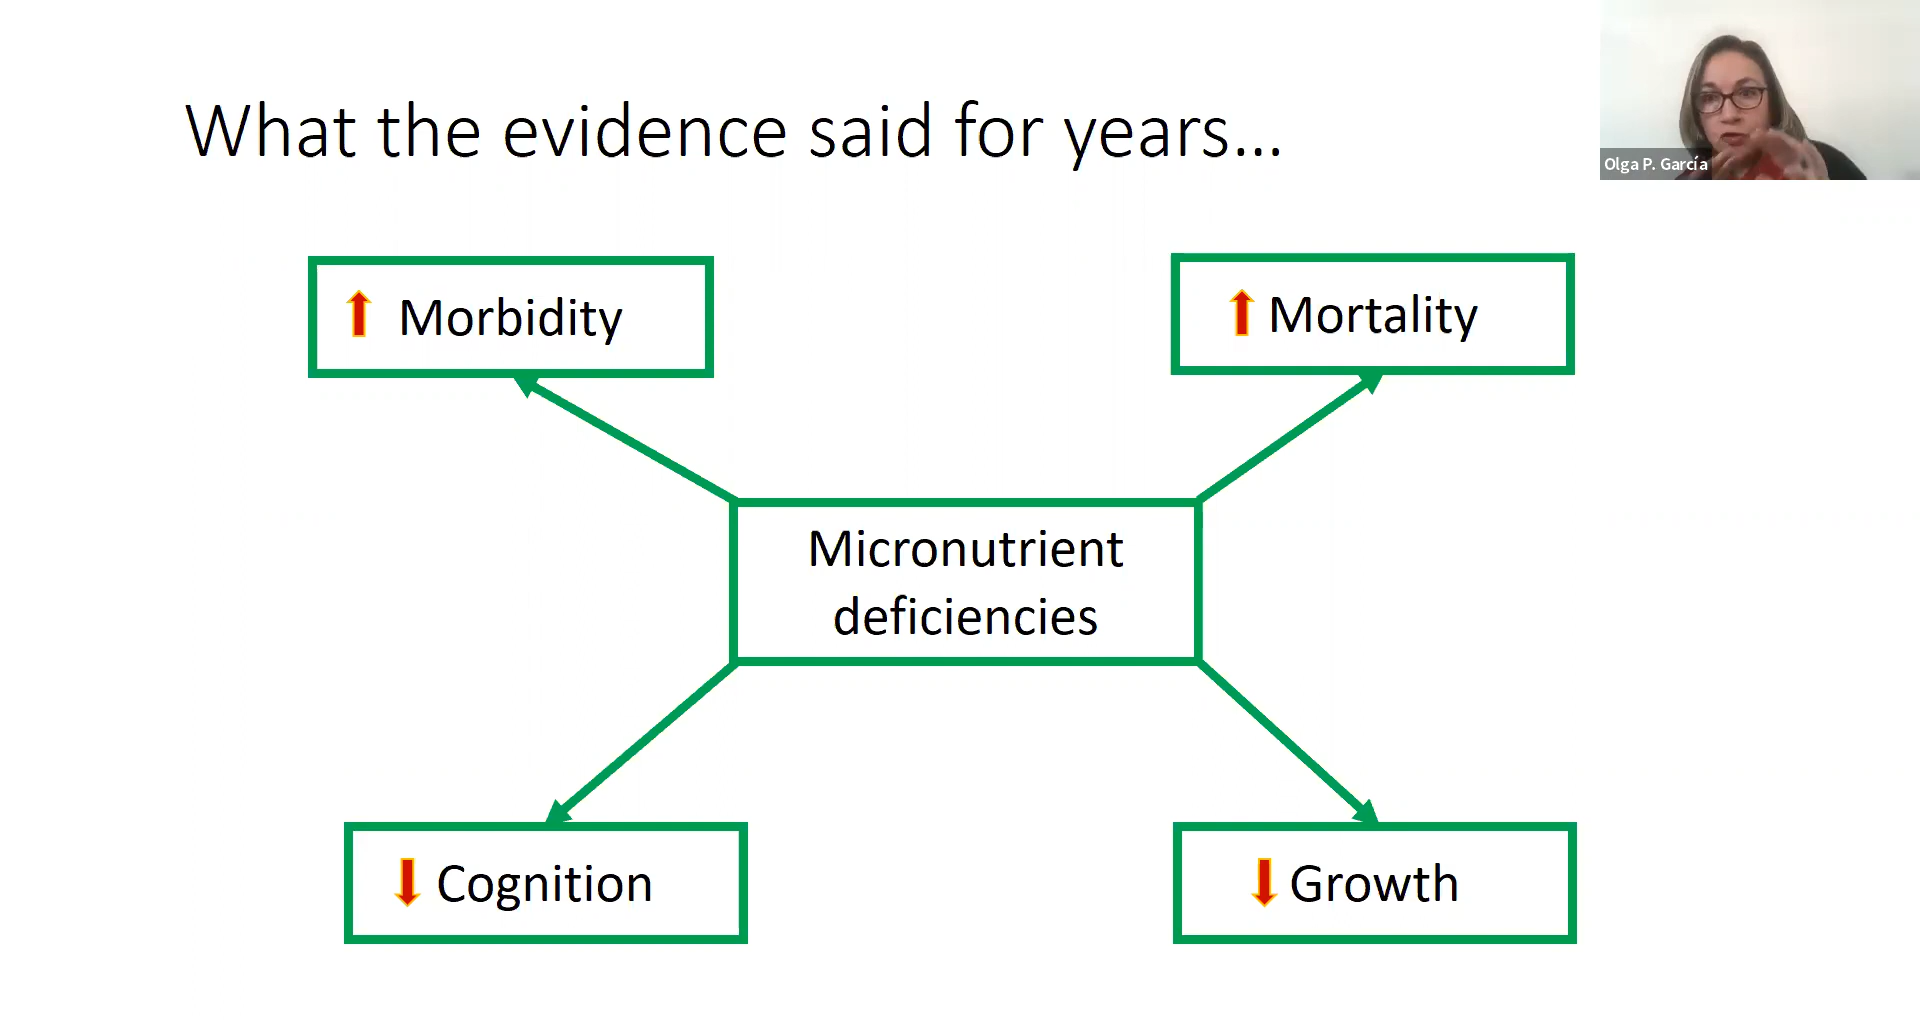 What the evidence said for years...
Olga P. García
Morbidity
Mortality
Micronutrient
deficiencies
Cognition
Growth